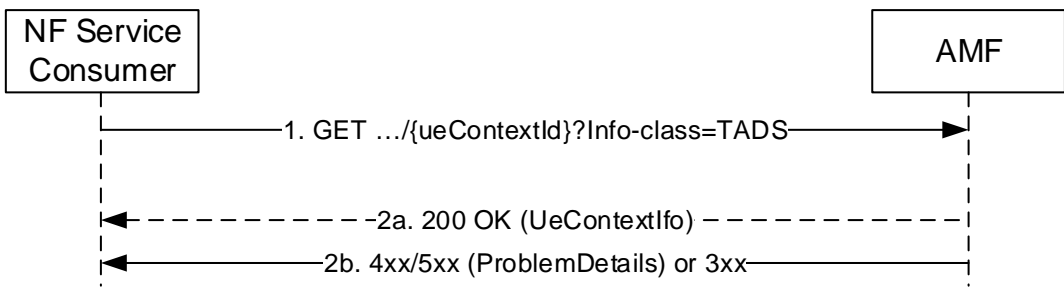 NF Service
Consumer
AMF
1. GET …/{ueContextId}?Info-class=TADS
2a. 200 OK (UeContextIfo)
2b. 4xx/5xx (ProblemDetails) or 3xx